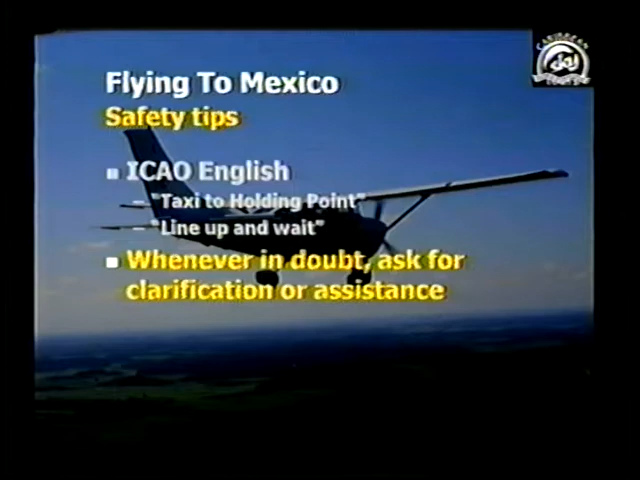 Flying To Mexico
Safety tips
ICAO English
– "Taxi to Holding Point"
– "Line up and wait"
Whenever in doubt, ask for
clarification or assistance
CARIBBEAN